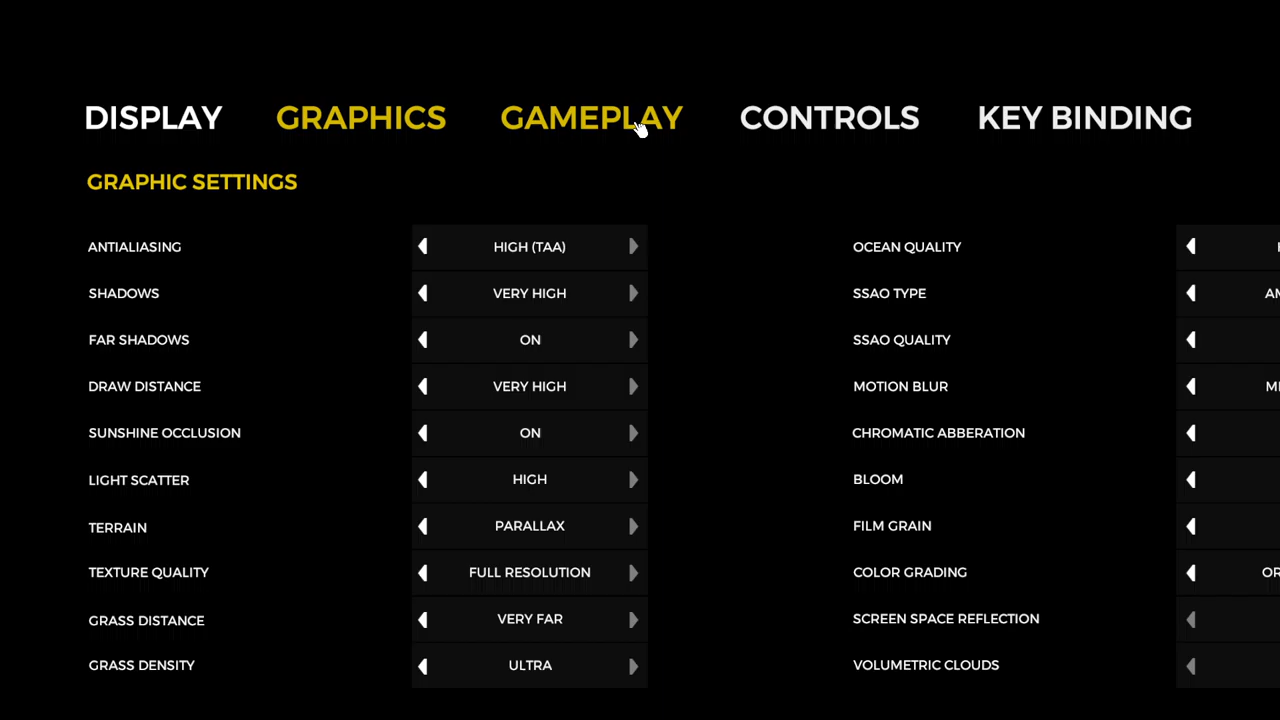 DISPLAY GRAPHICS GAMEPLAY CONTROLS KEY BINDING
GRAPHIC SETTINGS
ANTIALIASING HIGH (TAA) OCEAN QUALITY
SHADOWS VERY HIGH SSAO TYPE
FAR SHADOWS ON SSAO QUALITY
DRAW DISTANCE VERY HIGH MOTION BLUR
SUNSHINE OCCLUSION ON CHROMATIC ABBERATION
LIGHT SCATTER HIGH BLOOM
TERRAIN PARALLAX FILM GRAIN
TEXTURE QUALITY FULL RESOLUTION COLOR GRADING
GRASS DISTANCE VERY FAR SCREEN SPACE REFLECTION
GRASS DENSITY ULTRA VOLUMETRIC CLOUDS